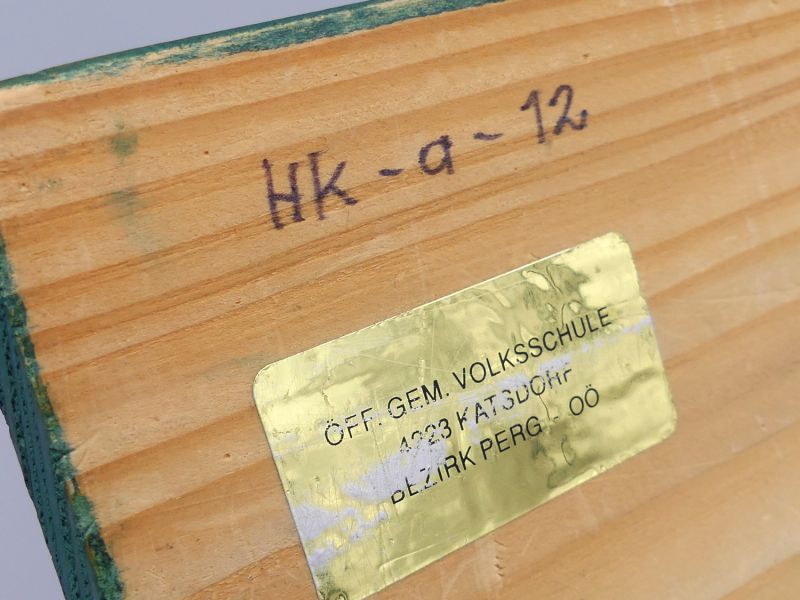 HK - a - 12
ÖFF. GEM. VOLKSSCHULE
4223 KATSDORF
BEZIRK PERG - OÖ